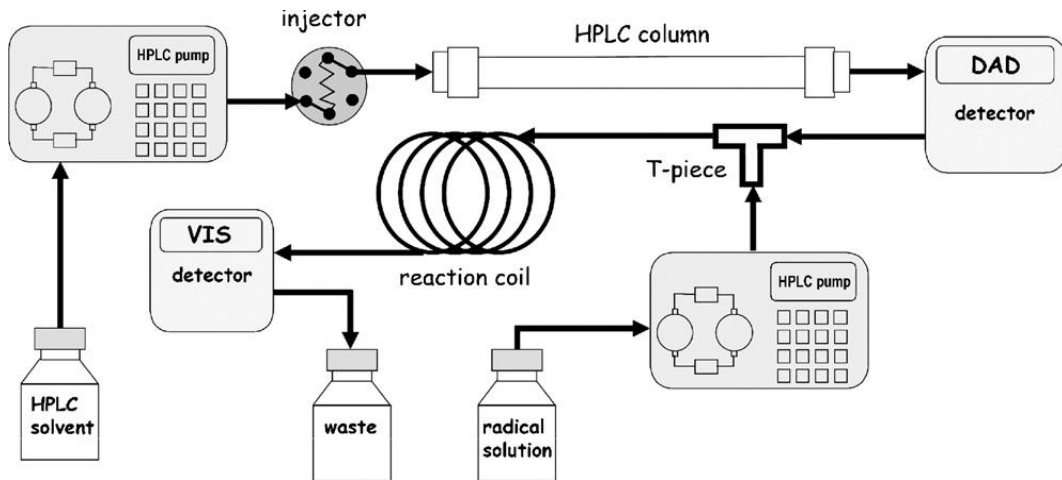 injector
HPLC pump
HPLC column
DAD
detector
T-piece
VIS
detector
reaction coil
HPLC pump
HPLC
solvent
waste
radical
solution